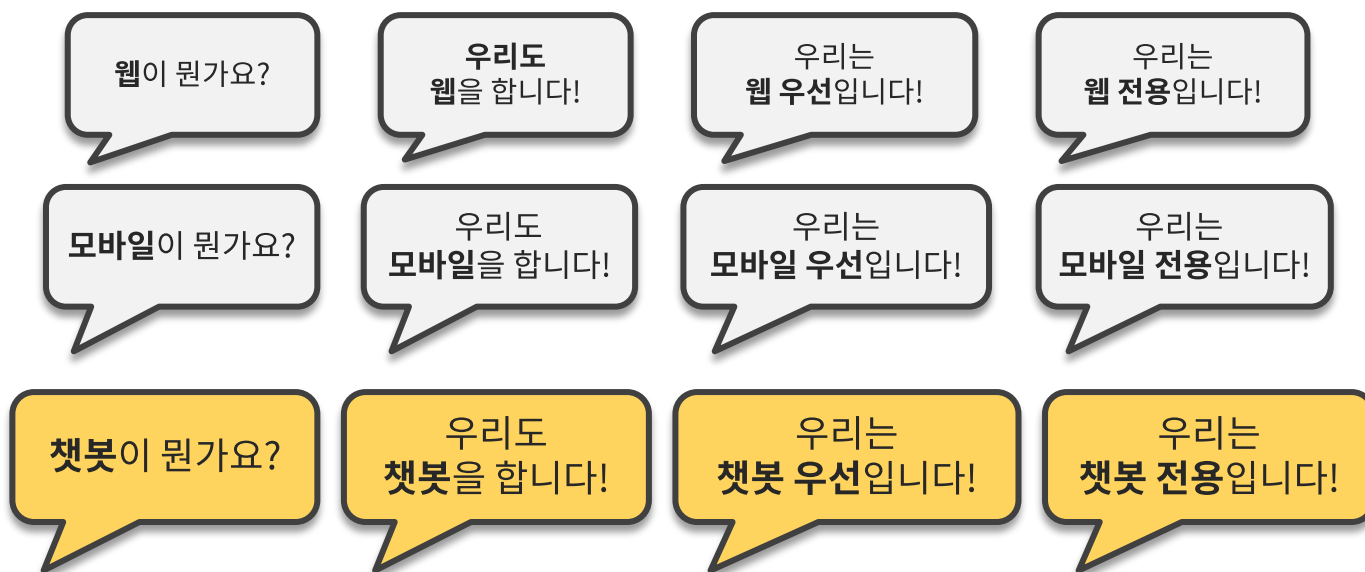 웹이 뭔가요?
우리도
웹을 합니다!
우리는
웹 우선입니다!
우리는
웹 전용입니다!
모바일이 뭔가요?
우리도
모바일을 합니다!
우리는
모바일 우선입니다!
우리는
모바일 전용입니다!
챗봇이 뭔가요?
우리도
챗봇을 합니다!
우리는
챗봇 우선입니다!
우리는
챗봇 전용입니다!